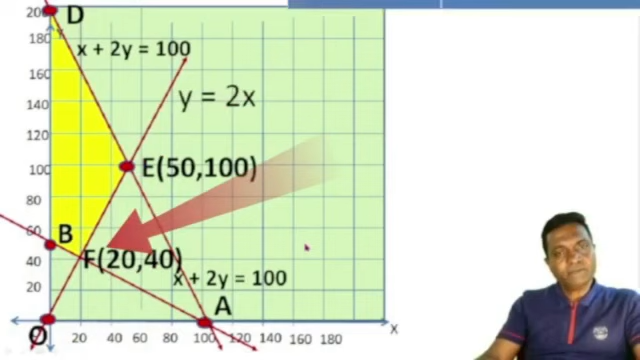 200
D
Y
x + 2y = 100
180
160
y = 2x
140
120
100
E(50,100)
80
60
B
40
F(20,40)
x + 2y = 100
20
A
O
20 40 60 80 100 120 140 160 180
X